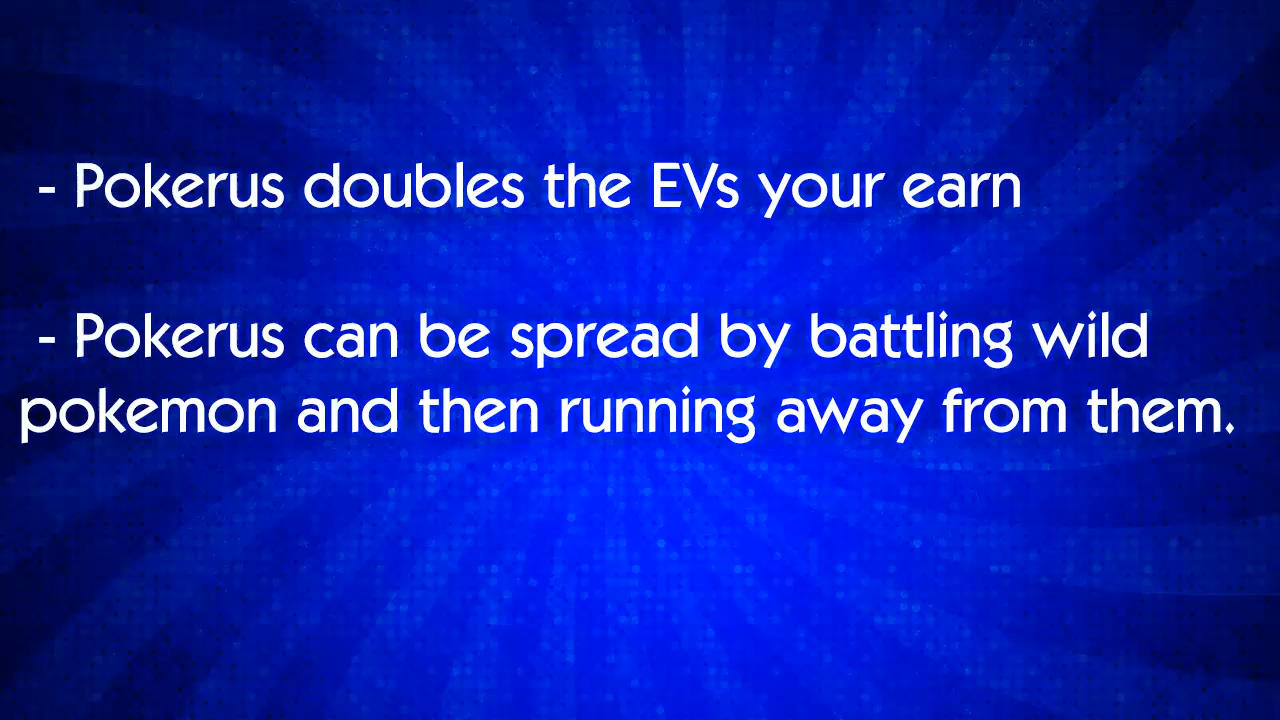 - Pokerus doubles the EVs your earn
- Pokerus can be spread by battling wild
pokemon and then running away from them.